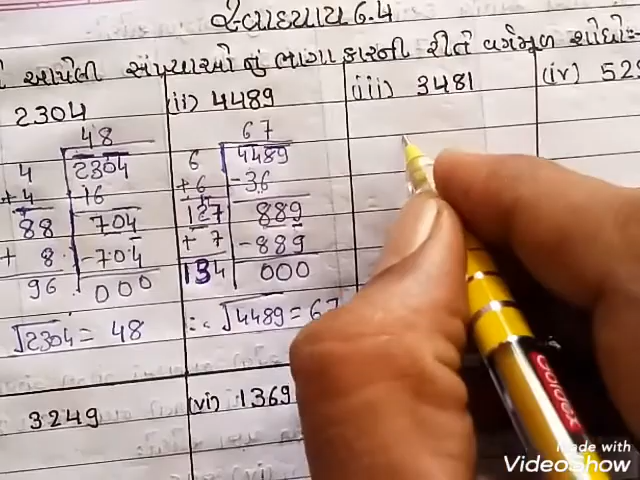 સ્વાધ્યાય 6.4
આપેલી સંખ્યાઓનું ભાગાકારની રીતે વર્ગમૂળ શોધો:-
2304 (ii) 4489 (iii) 3481 (iv) 529
48 67
4 2304 6 4489
+4 -16 +6 -36
88 704 127 889
+ 8 -704 + 7 -889
96 000 134 000
√2304 = 48 ∴ √4489 = 67
3249 (vi) 1369
Goldex
Made with
VideoShow